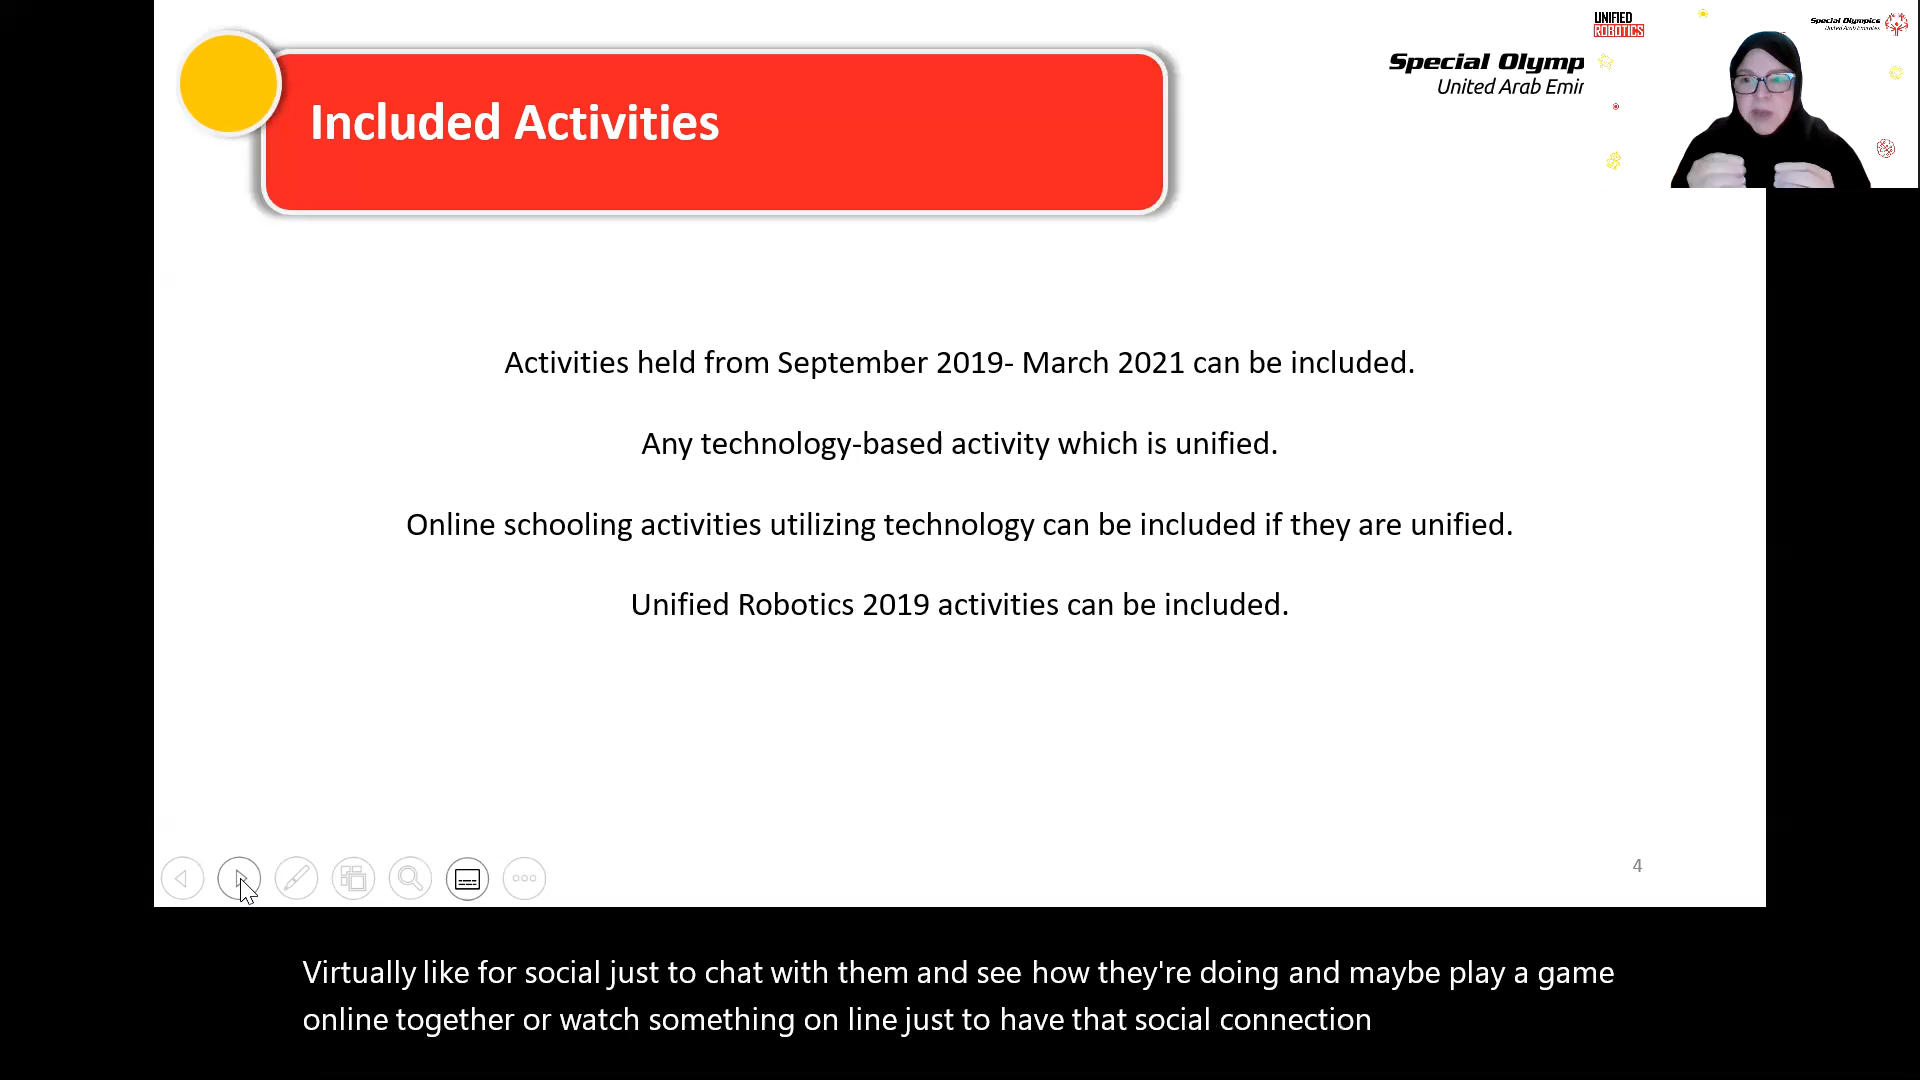 Included Activities
Special Olymp
United Arab Emir
UNIFIED
ROBOTICS
Special Olympics
United Arab Emirates
Activities held from September 2019- March 2021 can be included.
Any technology-based activity which is unified.
Online schooling activities utilizing technology can be included if they are unified.
Unified Robotics 2019 activities can be included.
4
Virtually like for social just to chat with them and see how they're doing and maybe play a game
online together or watch something on line just to have that social connection